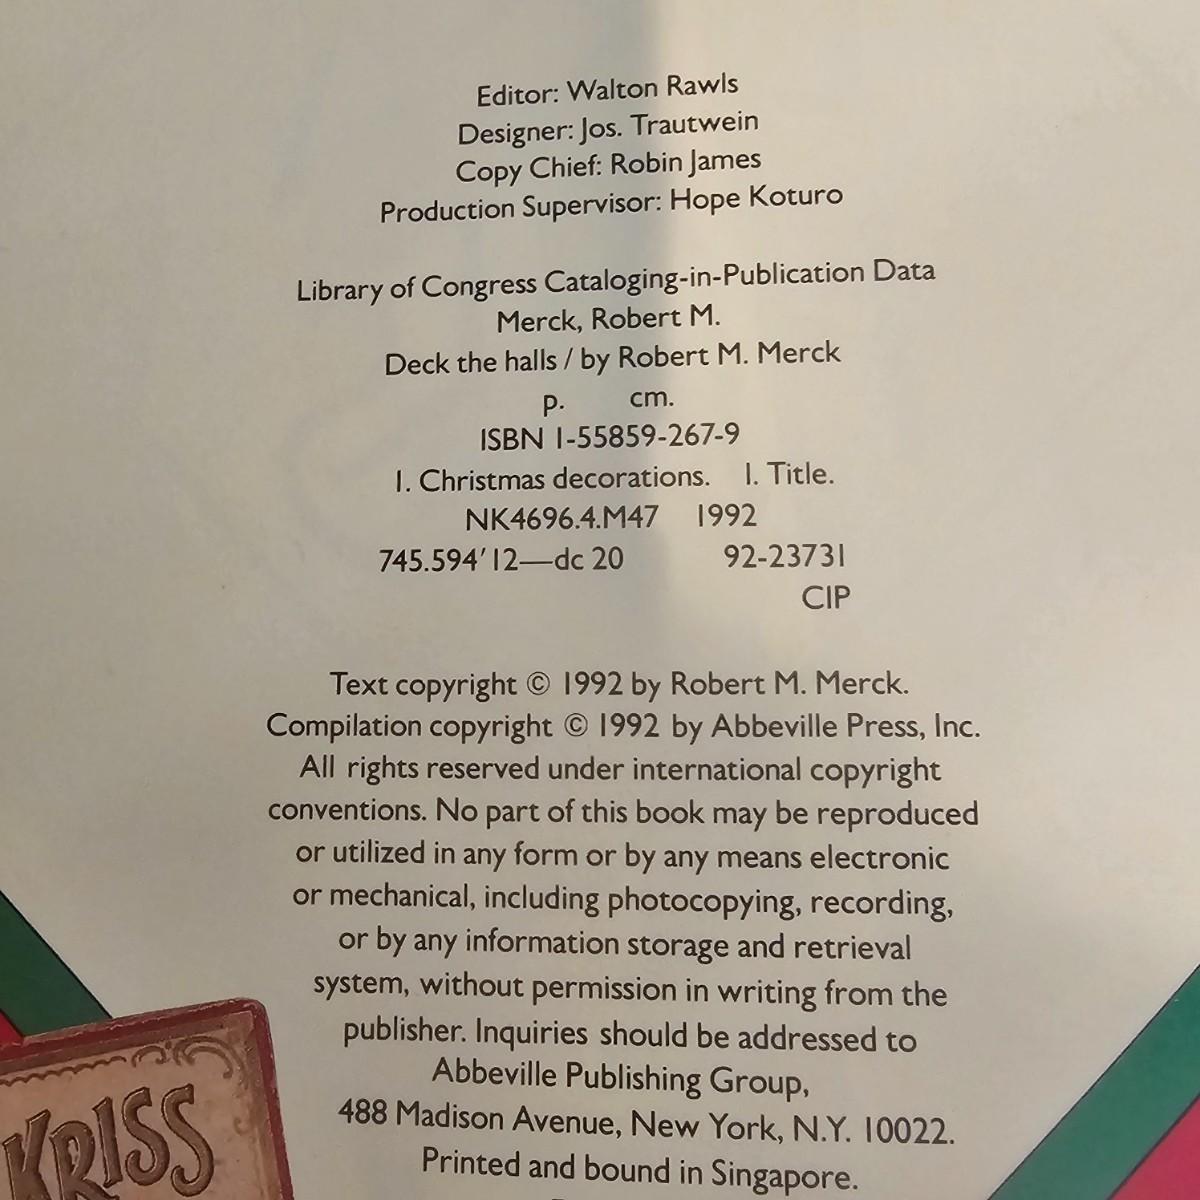 Editor: Walton Rawls
Designer: Jos. Trautwein
Copy Chief: Robin James
Production Supervisor: Hope Koturo
Library of Congress Cataloging-in-Publication Data
Merck, Robert M.
Deck the halls / by Robert M. Merck
p. cm.
ISBN 1-55859-267-9
1. Christmas decorations. I. Title.
NK4696.4.M47 1992
745.594'12—dc 20 92-23731
CIP
Text copyright © 1992 by Robert M. Merck.
Compilation copyright © 1992 by Abbeville Press, Inc.
All rights reserved under international copyright
conventions. No part of this book may be reproduced
or utilized in any form or by any means electronic
or mechanical, including photocopying, recording,
or by any information storage and retrieval
system, without permission in writing from the
publisher. Inquiries should be addressed to
Abbeville Publishing Group,
488 Madison Avenue, New York, N.Y. 10022.
Printed and bound in Singapore.
KRISS